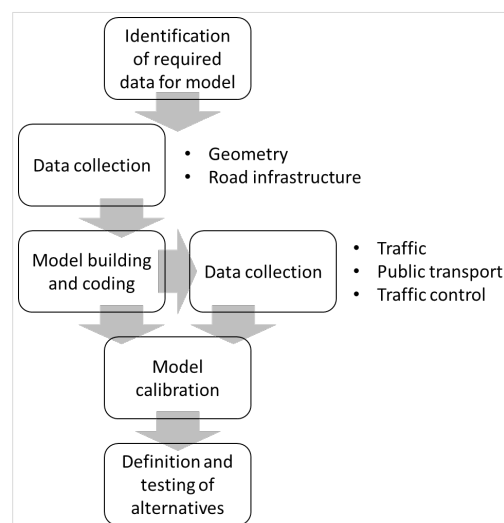 Identification
of required
data for model
Data collection
• Geometry
• Road infrastructure
Model building
and coding
Data collection
• Traffic
• Public transport
• Traffic control
Model
calibration
Definition and
testing of
alternatives